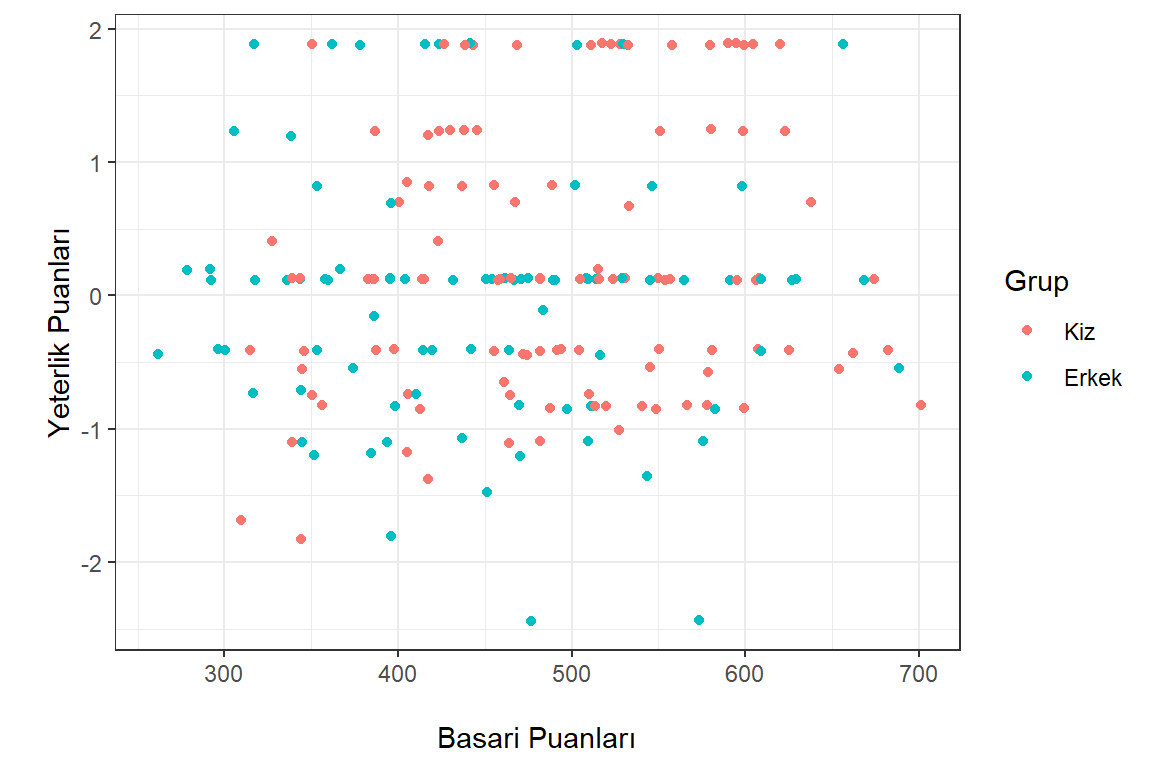 2
1
0
-1
-2
Yeterlik Puanları
300 400 500 600 700
Basari Puanları
Grup
Kiz
Erkek